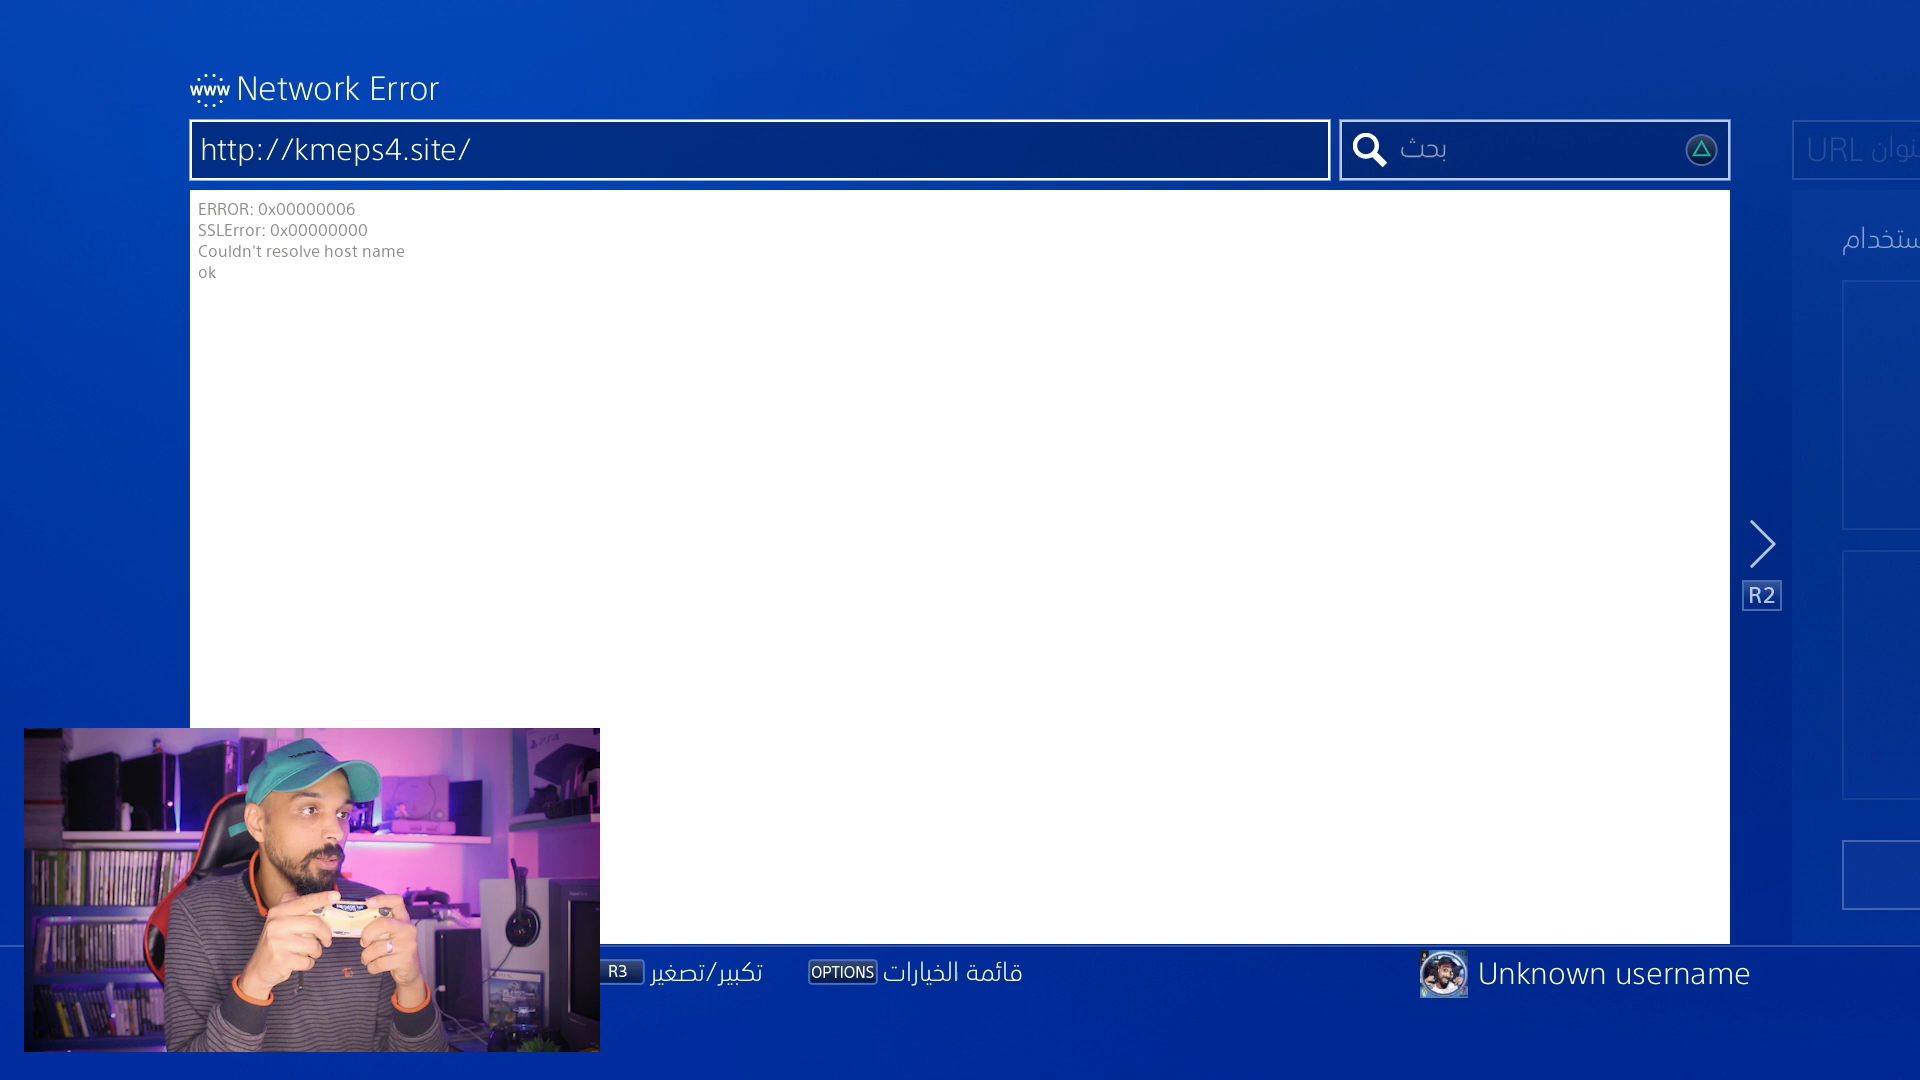 www Network Error
http://kmeps4.site/
بحث
ERROR: 0x00000006
SSLError: 0x00000000
Couldn't resolve host name
ok
R2
R3 تكبير/تصغير
OPTIONS قائمة الخيارات
Unknown username